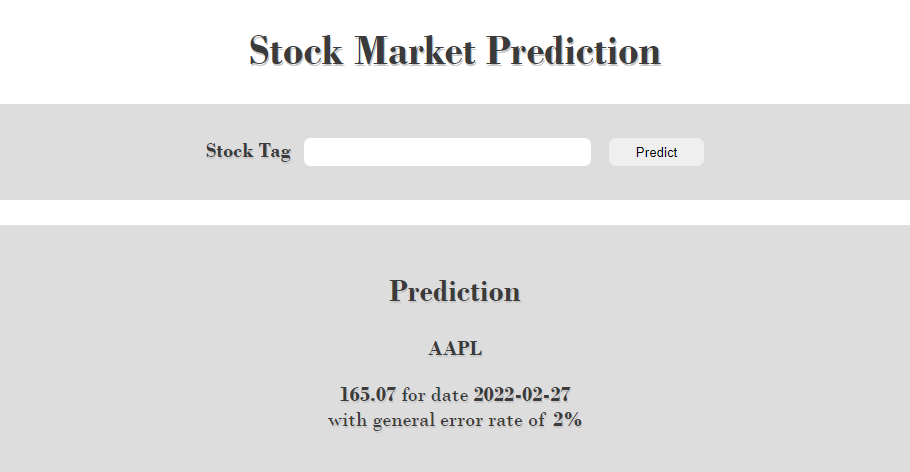 Stock Market Prediction
Stock Tag Predict
Prediction
AAPL
165.07 for date 2022-02-27
with general error rate of 2%